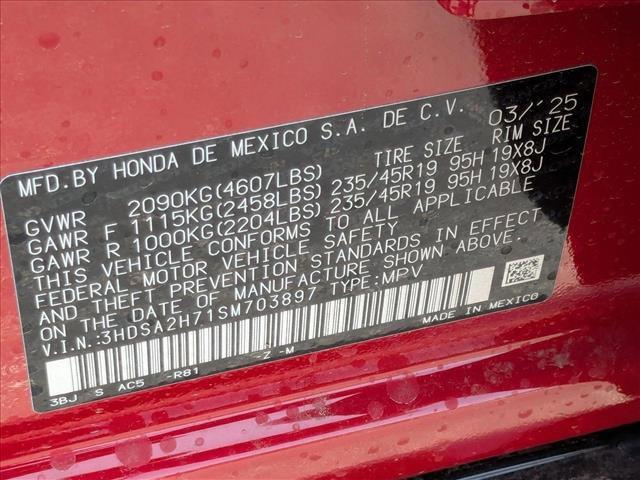 MFD.BY HONDA DE MEXICO S.A. DE C.V. 03/'25
GVWR 2090KG(4607LBS) TIRE SIZE RIM SIZE
GAWR F 1115KG(2458LBS) 235/45R19 95H 19X8J
GAWR R 1000KG(2204LBS) 235/45R19 95H 19X8J
THIS VEHICLE CONFORMS TO ALL APPLICABLE
FEDERAL MOTOR VEHICLE SAFETY
AND THEFT PREVENTION STANDARDS IN EFFECT
ON THE DATE OF MANUFACTURE SHOWN ABOVE.
V.I.N.:3HDSA2H71SM703897 TYPE:MPV
MADE IN MEXICO
3BJ S AC5 -R81 -Z -M